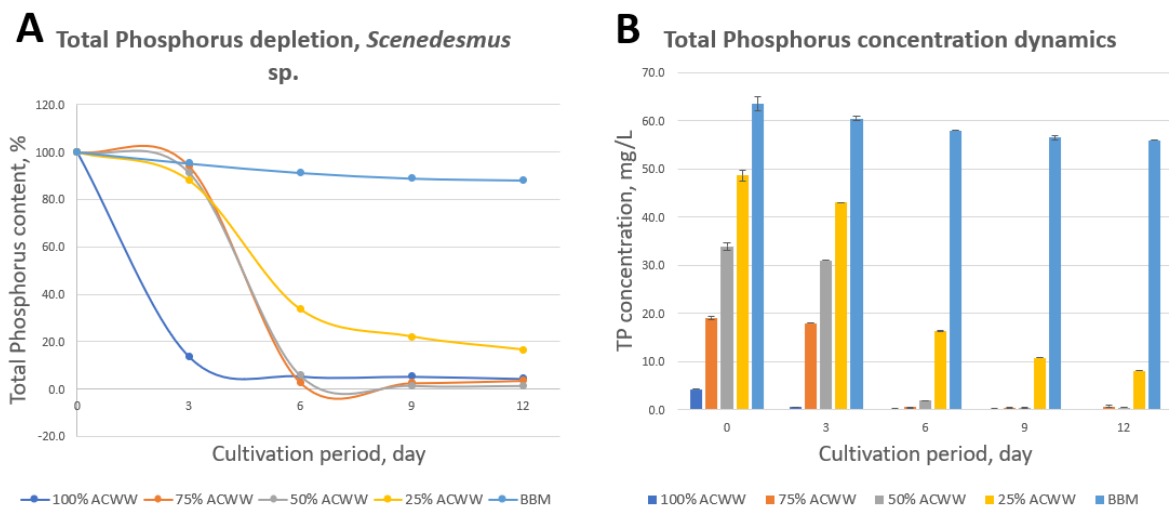 A
Total Phosphorus depletion, Scenedesmus
sp.
Total Phosphorus content, %
120.0
100.0
80.0
60.0
40.0
20.0
0.0
-20.0
0 3 6 9 12
Cultivation period, day
100% ACWW 75% ACWW 50% ACWW 25% ACWW BBM
B
Total Phosphorus concentration dynamics
TP concentration, mg/L
70.0
60.0
50.0
40.0
30.0
20.0
10.0
0.0
0 3 6 9 12
Cultivation period, day
100% ACWW 75% ACWW 50% ACWW 25% ACWW BBM